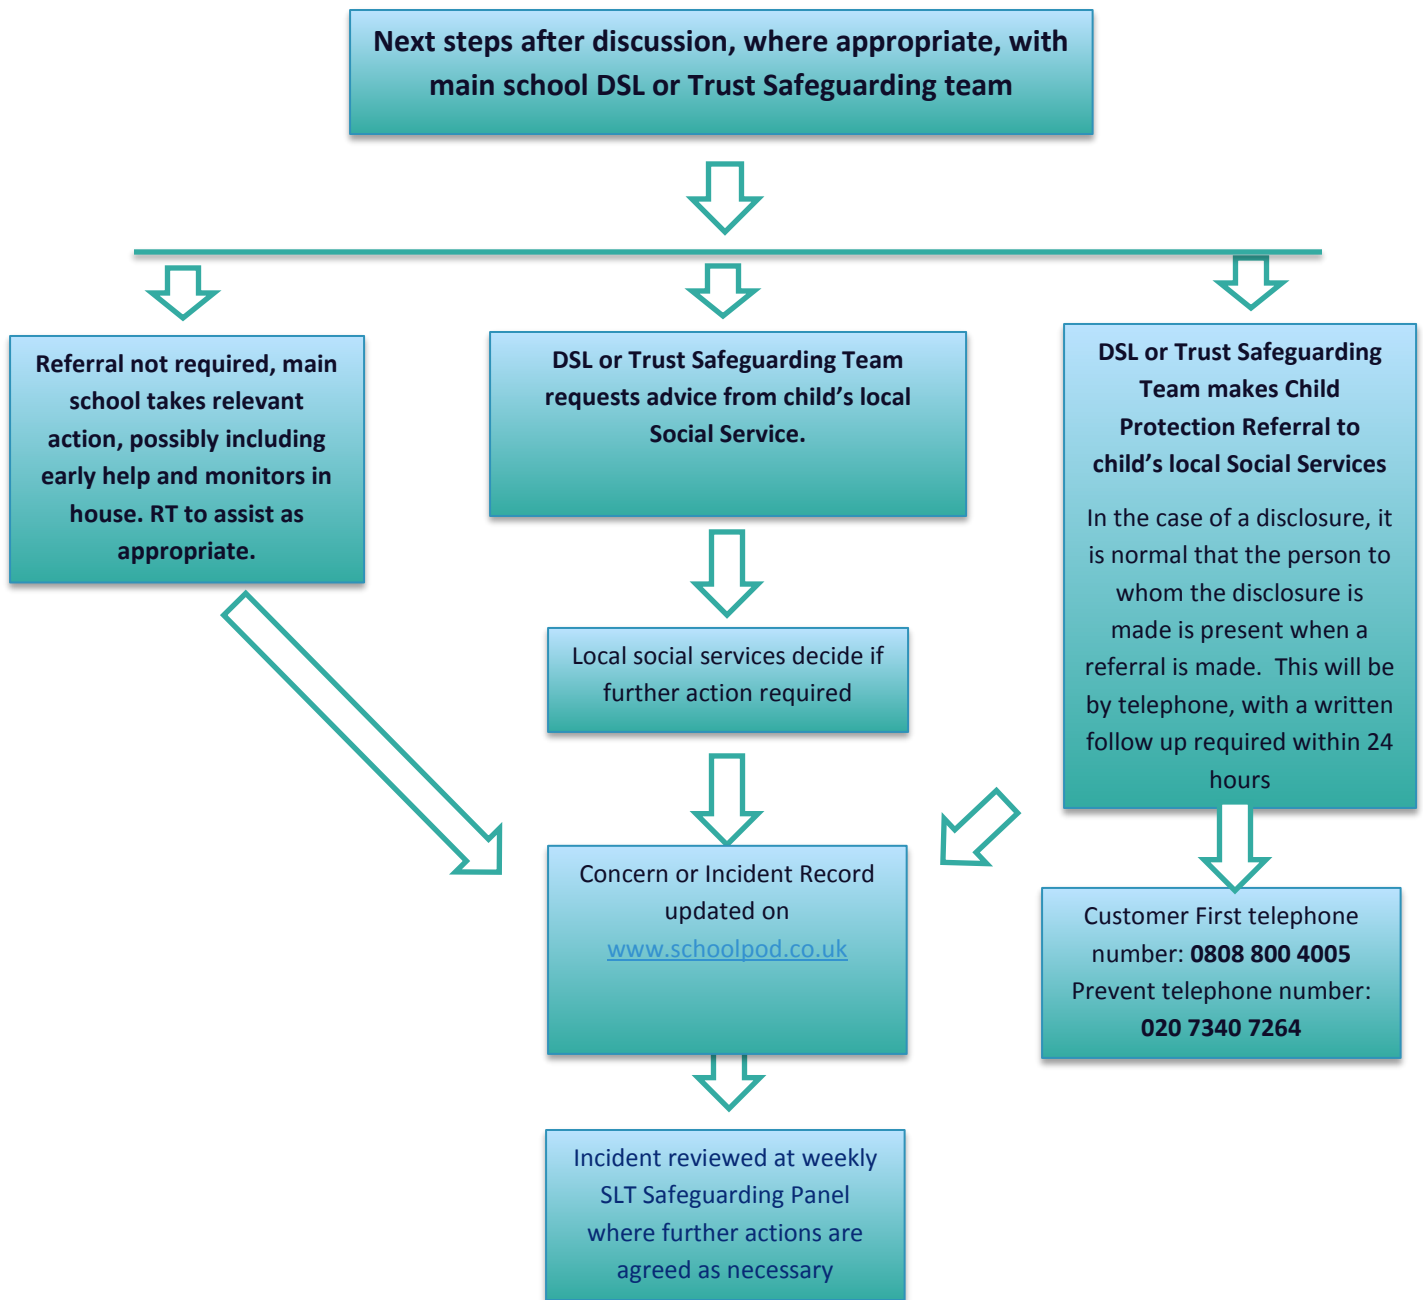 Next steps after discussion, where appropriate, with
main school DSL or Trust Safeguarding team
Referral not required, main
school takes relevant
action, possibly including
early help and monitors in
house. RT to assist as
appropriate.
DSL or Trust Safeguarding Team
requests advice from child’s local
Social Service.
DSL or Trust Safeguarding
Team makes Child
Protection Referral to
child’s local Social Services
In the case of a disclosure, it
is normal that the person to
whom the disclosure is
made is present when a
referral is made.  This will be
by telephone, with a written
follow up required within 24
hours
Local social services decide if
further action required
Concern or Incident Record
updated on
www.schoolpod.co.uk
Customer First telephone
number: 0808 800 4005
Prevent telephone number:
020 7340 7264
Incident reviewed at weekly
SLT Safeguarding Panel
where further actions are
agreed as necessary